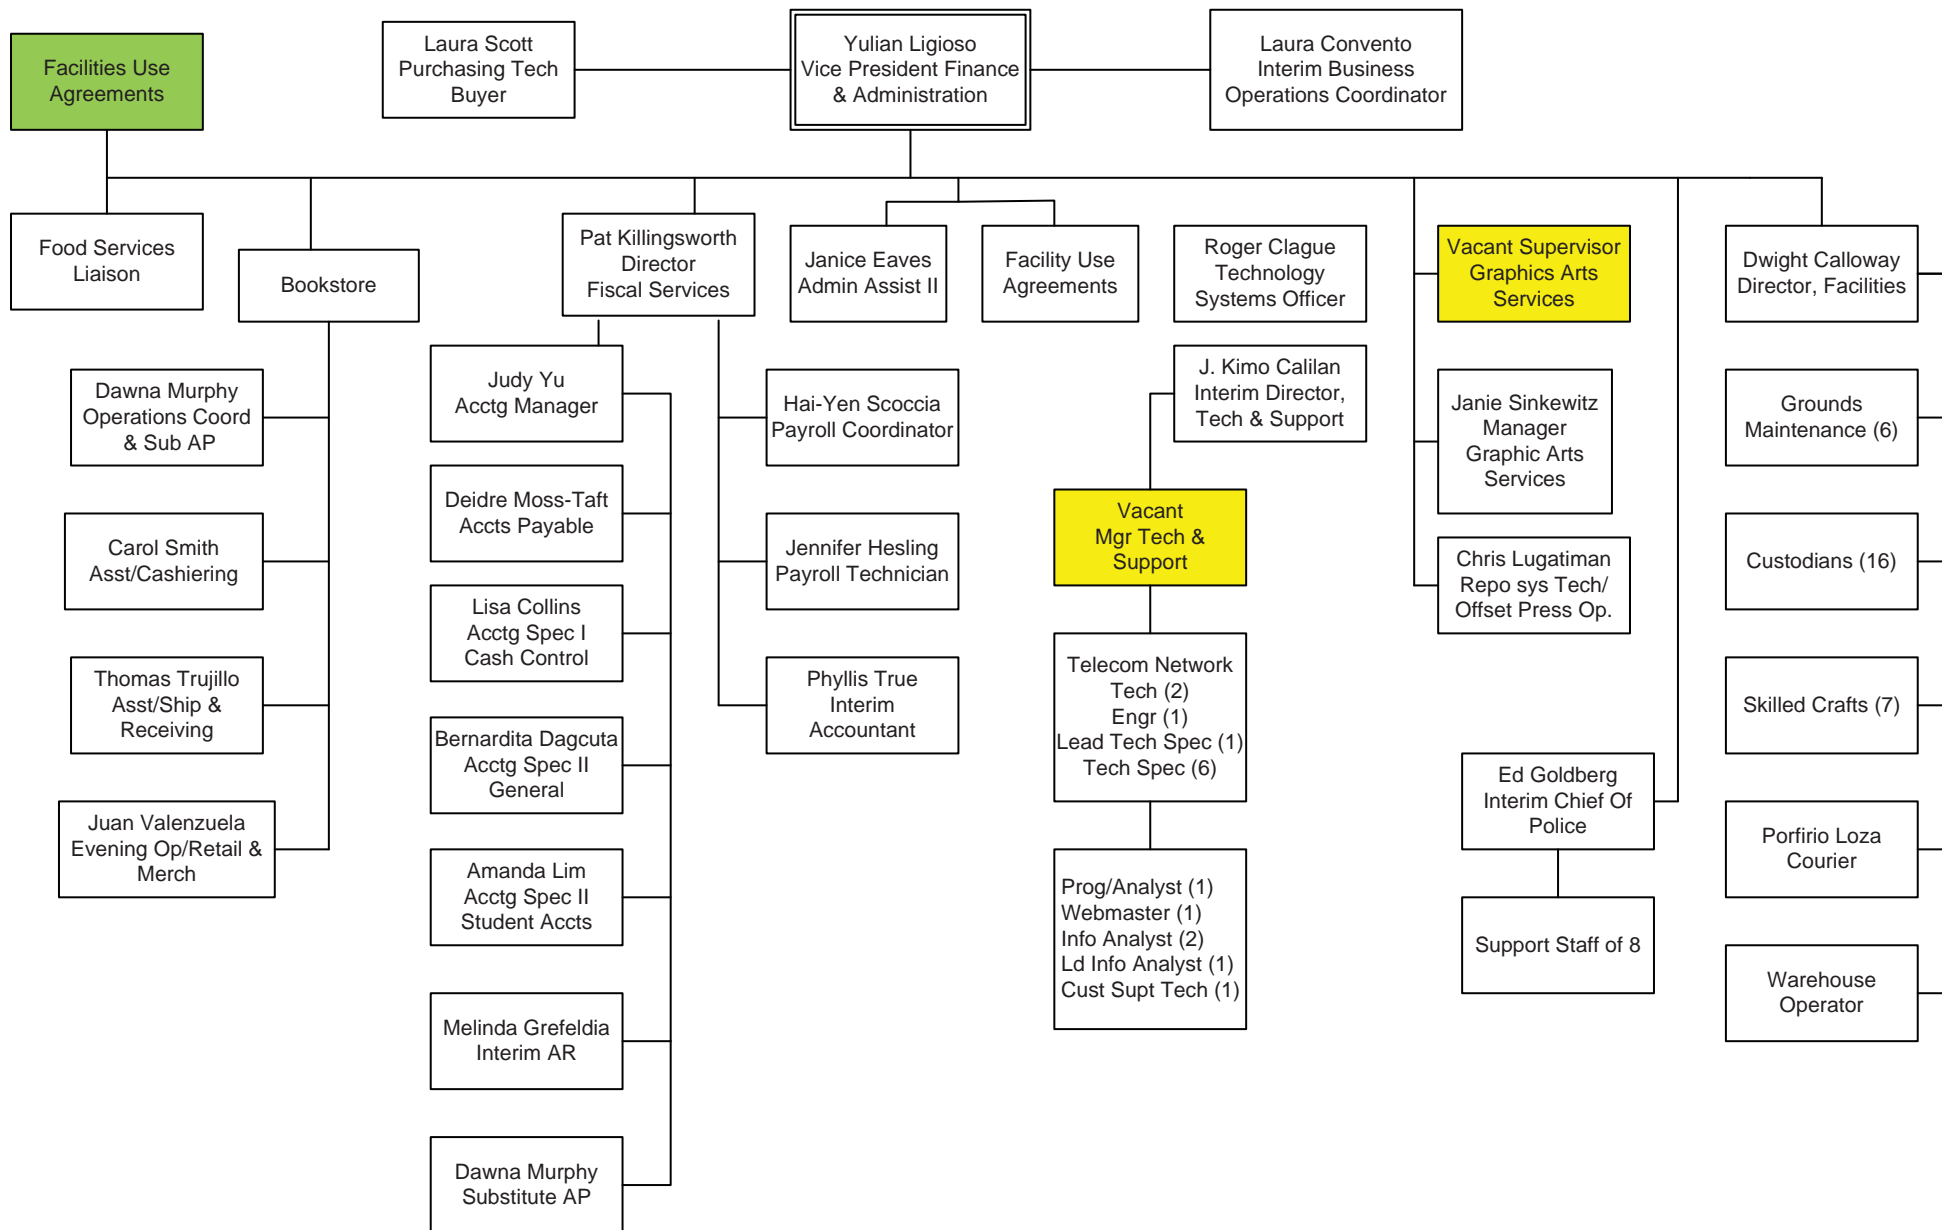 Facilities Use
Agreements
Laura Scott
Purchasing Tech
Buyer
Yulian Ligioso
Vice President Finance
& Administration
Laura Convento
Interim Business
Operations Coordinator
Food Services
Liaison
Bookstore
Pat Killingsworth
Director
Fiscal Services
Janice Eaves
Admin Assist II
Facility Use
Agreements
Roger Clague
Technology
Systems Officer
Vacant Supervisor
Graphics Arts
Services
Dwight Calloway
Director, Facilities
Dawna Murphy
Operations Coord
& Sub AP
Carol Smith
Asst/Cashiering
Thomas Trujillo
Asst/Ship &
Receiving
Juan Valenzuela
Evening Op/Retail &
Merch
Judy Yu
Acctg Manager
Deidre Moss-Taft
Accts Payable
Lisa Collins
Acctg Spec I
Cash Control
Bernardita Dagcuta
Acctg Spec II
General
Amanda Lim
Acctg Spec II
Student Accts
Melinda Grefeldia
Interim AR
Dawna Murphy
Substitute AP
Hai-Yen Scoccia
Payroll Coordinator
Jennifer Hesling
Payroll Technician
Phyllis True
Interim
Accountant
J. Kimo Calilan
Interim Director,
Tech & Support
Vacant
Mgr Tech &
Support
Telecom Network
Tech (2)
Engr (1)
Lead Tech Spec (1)
Tech Spec (6)
Prog/Analyst (1)
Webmaster (1)
Info Analyst (2)
Ld Info Analyst (1)
Cust Supt Tech (1)
Janie Sinkewitz
Manager
Graphic Arts
Services
Chris Lugatiman
Repo sys Tech/
Offset Press Op.
Ed Goldberg
Interim Chief Of
Police
Support Staff of 8
Grounds
Maintenance (6)
Custodians (16)
Skilled Crafts (7)
Porfirio Loza
Courier
Warehouse
Operator